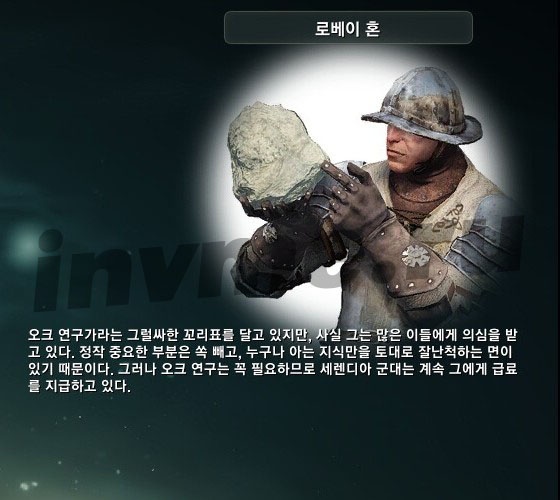 로베이 혼
오크 연구가라는 그럴싸한 꼬리표를 달고 있지만, 사실 그는 많은 이들에게 의심을 받
고 있다. 정작 중요한 부분은 쏙 빼고, 누구나 아는 지식만을 토대로 잘난척하는 면이
있기 때문이다. 그러나 오크 연구는 꼭 필요하므로 세렌디아 군대는 계속 그에게 급료
를 지급하고 있다.